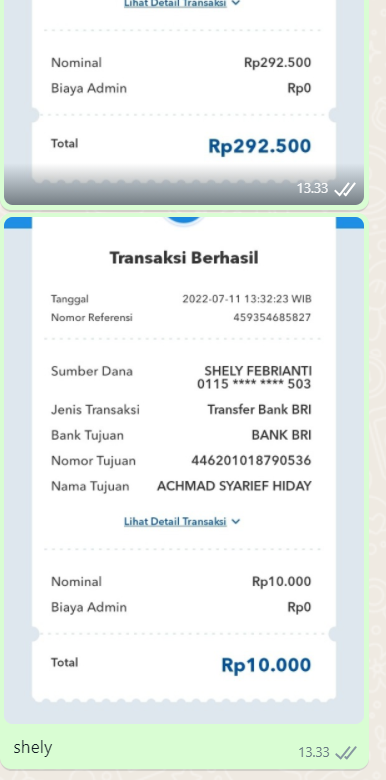 Lihat Detail Transaksi
Nominal Rp292.500
Biaya Admin Rp0
Total Rp292.500
13.33
Transaksi Berhasil
Tanggal 2022-07-11 13:32:23 WIB
Nomor Referensi 459354685827
Sumber Dana SHELY FEBRIANTI
0115 **** **** 503
Jenis Transaksi Transfer Bank BRI
Bank Tujuan BANK BRI
Nomor Tujuan 446201018790536
Nama Tujuan ACHMAD SYARIEF HIDAY
Lihat Detail Transaksi
Nominal Rp10.000
Biaya Admin Rp0
Total Rp10.000
shely 13.33